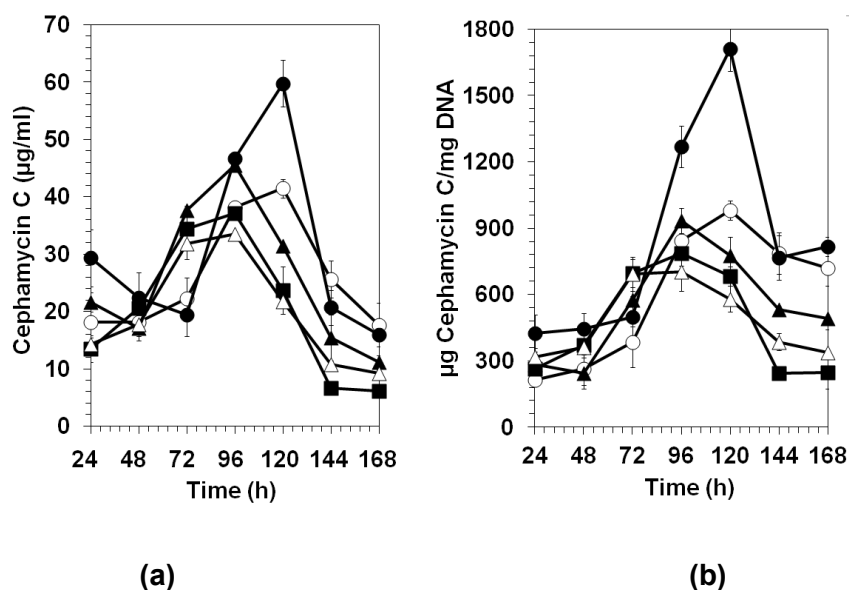 Cephamycin C (µg/ml)
70
60
50
40
30
20
10
0
24 48 72 96 120 144 168
Time (h)
(a)
µg Cephamycin C/mg DNA
1800
1500
1200
900
600
300
0
24 48 72 96 120 144 168
Time (h)
(b)